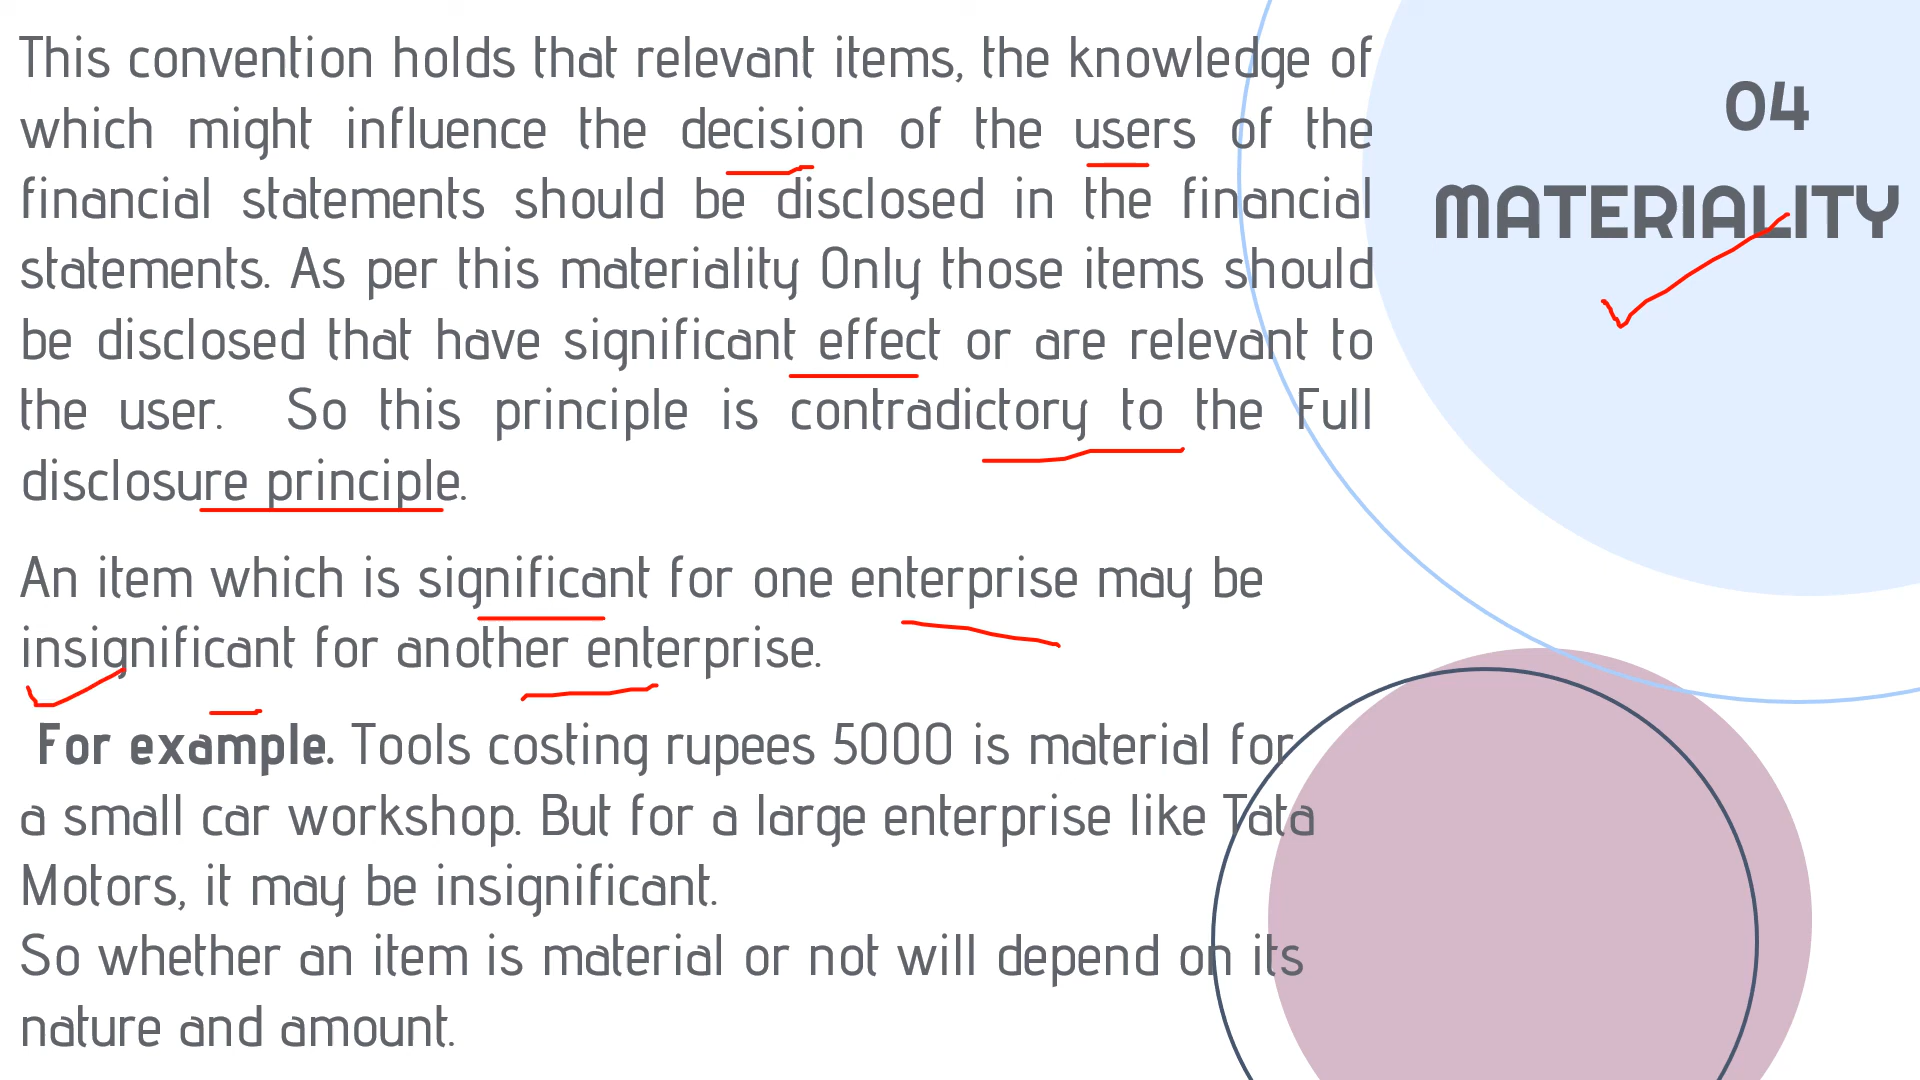 This convention holds that relevant items, the knowledge of
which might influence the decision of the users of the
financial statements should be disclosed in the financial
statements. As per this materiality Only those items should
be disclosed that have significant effect or are relevant to
the user. So this principle is contradictory to the Full
disclosure principle.
An item which is significant for one enterprise may be
insignificant for another enterprise.
For example. Tools costing rupees 5000 is material for
a small car workshop. But for a large enterprise like Tata
Motors, it may be insignificant.
So whether an item is material or not will depend on its
nature and amount.
04
MATERIALITY